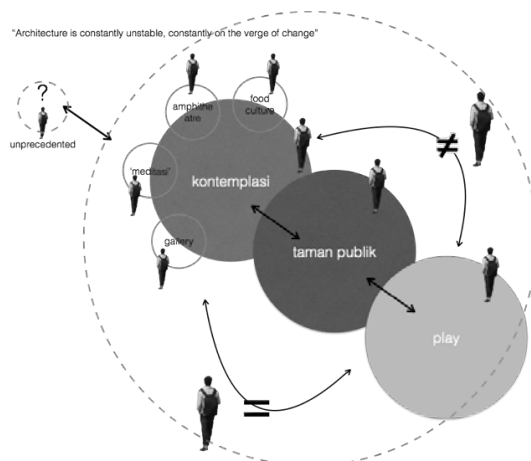 "Architecture is constantly unstable, constantly on the verge of change"
?
unprecedented
amphithe
atre
food
culture
'meditasi'
kontemplasi
gallery
taman publik
play
≠
=